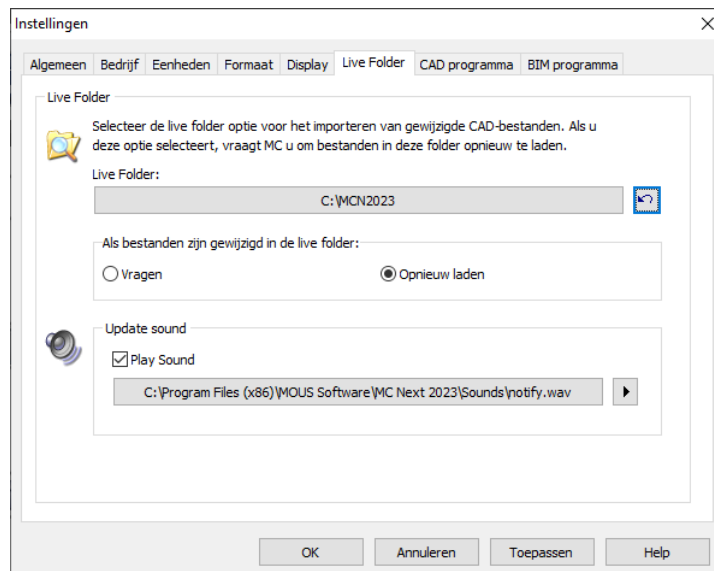 Instellingen
Algemeen Bedrijf Eenheden Formaat Display Live Folder CAD programma BIM programma
Live Folder
Selecteer de live folder optie voor het importeren van gewijzigde CAD-bestanden. Als u
deze optie selecteert, vraagt MC u om bestanden in deze folder opnieuw te laden.
Live Folder:
C:\MCN2023
Als bestanden zijn gewijzigd in de live folder:
Vragen Opnieuw laden
Update sound
Play Sound
C:\Program Files (x86)\MOUS Software\MC Next 2023\Sounds\notify.wav
OK Annuleren Toepassen Help